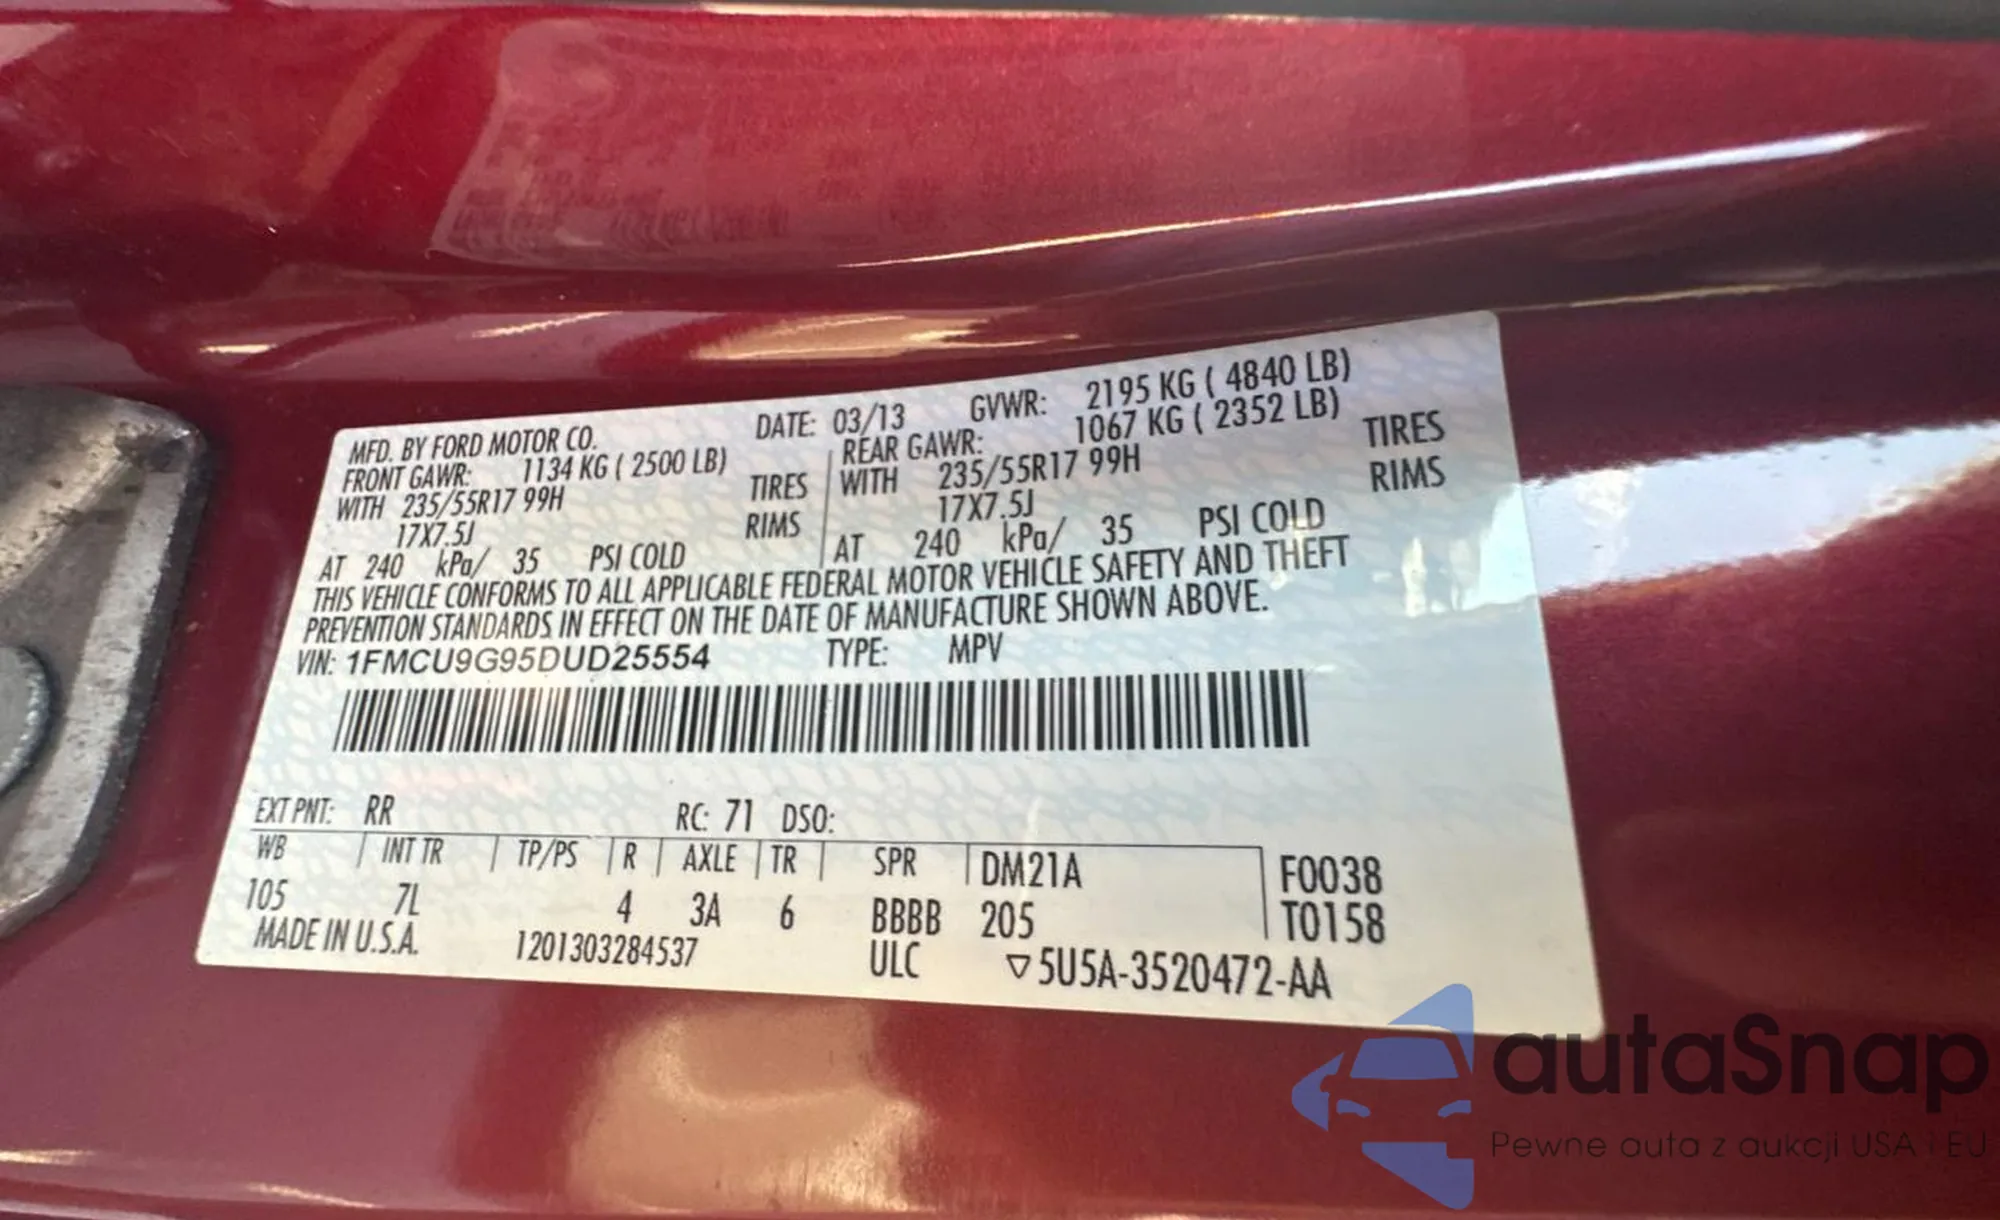 MFD. BY FORD MOTOR CO. DATE: 03/13 GVWR: 2195 KG ( 4840 LB)
FRONT GAWR: 1134 KG ( 2500 LB) REAR GAWR: 1067 KG ( 2352 LB)
WITH 235/55R17 99H TIRES WITH 235/55R17 99H TIRES
17X7.5J RIMS 17X7.5J RIMS
AT 240 kPa/ 35 PSI COLD AT 240 kPa/ 35 PSI COLD
THIS VEHICLE CONFORMS TO ALL APPLICABLE FEDERAL MOTOR VEHICLE SAFETY AND THEFT
PREVENTION STANDARDS IN EFFECT ON THE DATE OF MANUFACTURE SHOWN ABOVE.
VIN: 1FMCU9G95DUD25554 TYPE: MPV
EXT PNT: RR RC: 71 DSO:
WB INT TR TP/PS R AXLE TR SPR DM21A F0038
105 7L 4 3A 6 BBBB 205 T0158
MADE IN U.S.A. 1201303284537 ULC ▽5U5A-3520472-AA
autaSnap
Pewne auta z aukcji USA i EU